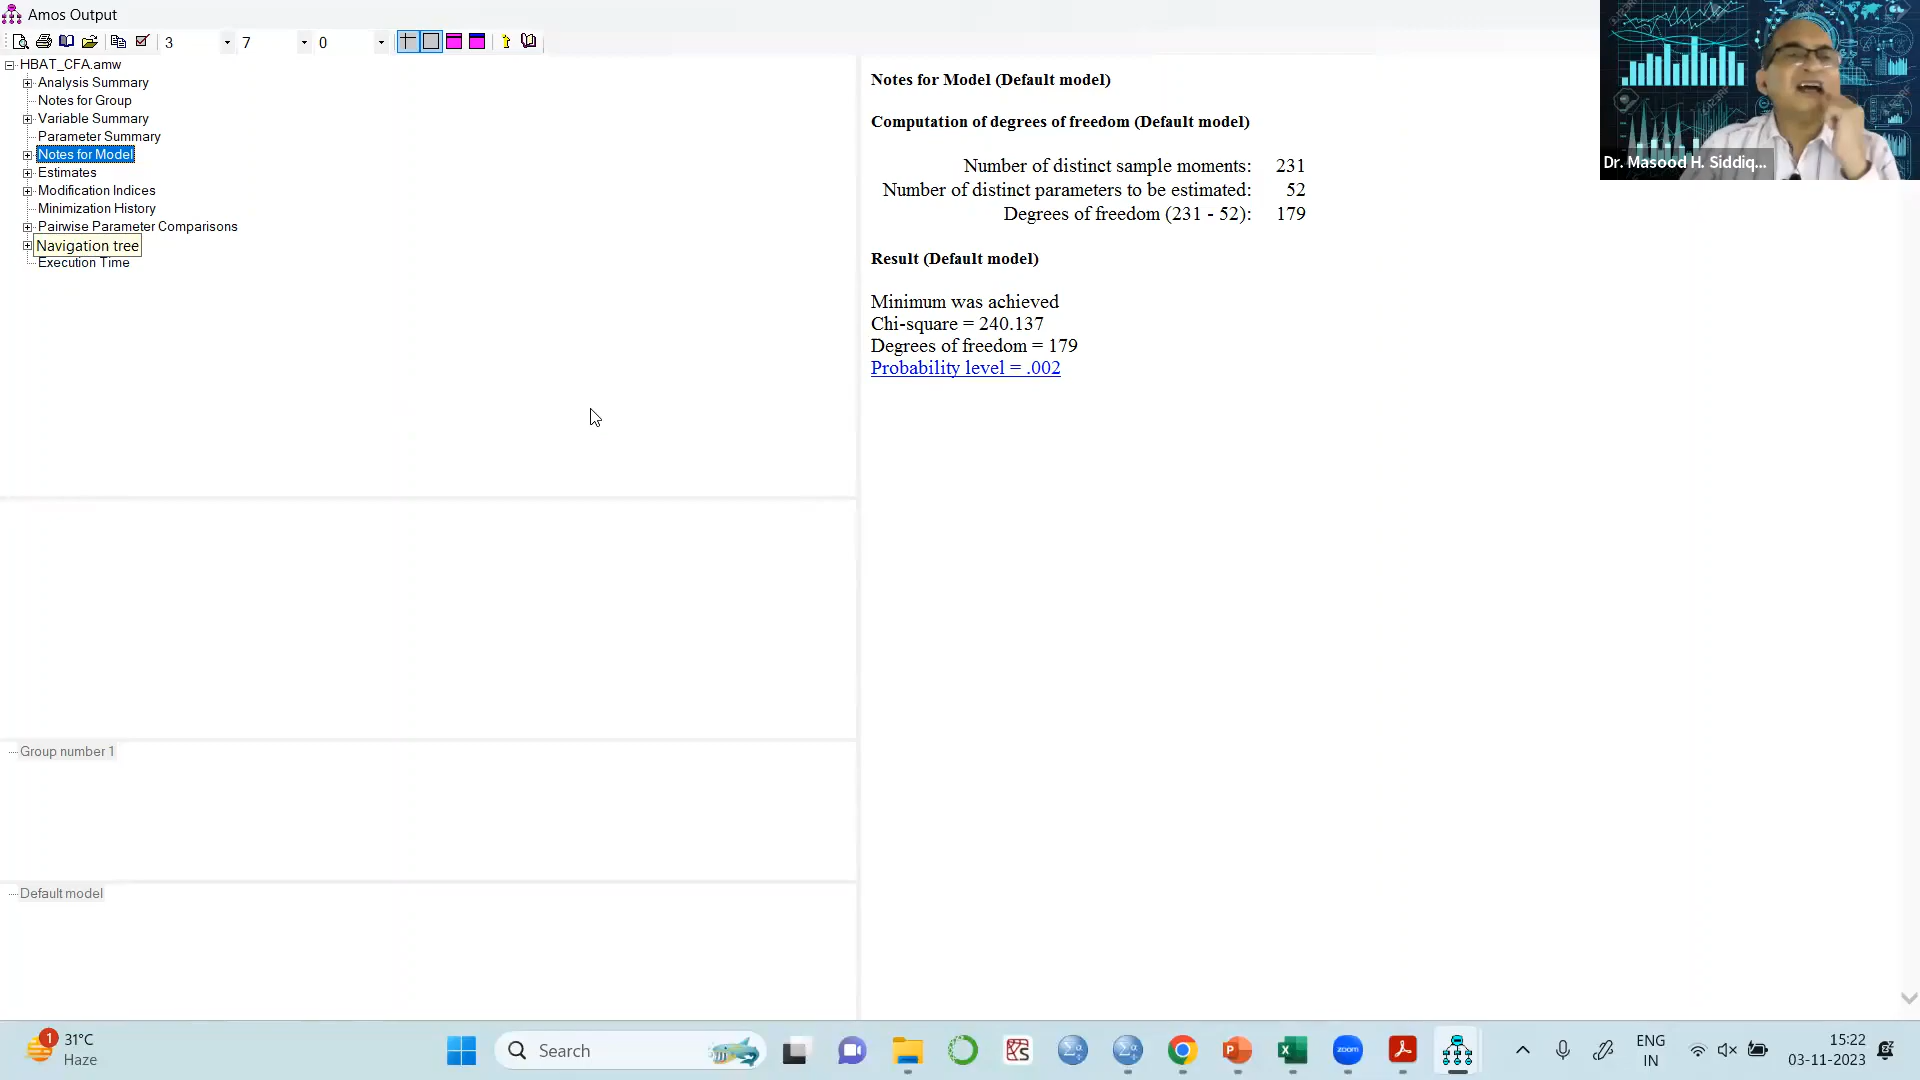 Amos Output
3 7 0
HBAT_CFA.amw
Analysis Summary
Notes for Group
Variable Summary
Parameter Summary
Notes for Model
Estimates
Modification Indices
Minimization History
Pairwise Parameter Comparisons
Navigation tree
Execution Time
Group number 1
Default model
Notes for Model (Default model)
Computation of degrees of freedom (Default model)
Number of distinct sample moments: 231
Number of distinct parameters to be estimated: 52
Degrees of freedom (231 - 52): 179
Result (Default model)
Minimum was achieved
Chi-square = 240.137
Degrees of freedom = 179
Probability level = .002
Dr. Masood H. Siddiq...
1
31°C
Haze
Search
zoom
ENG
IN
15:22
03-11-2023